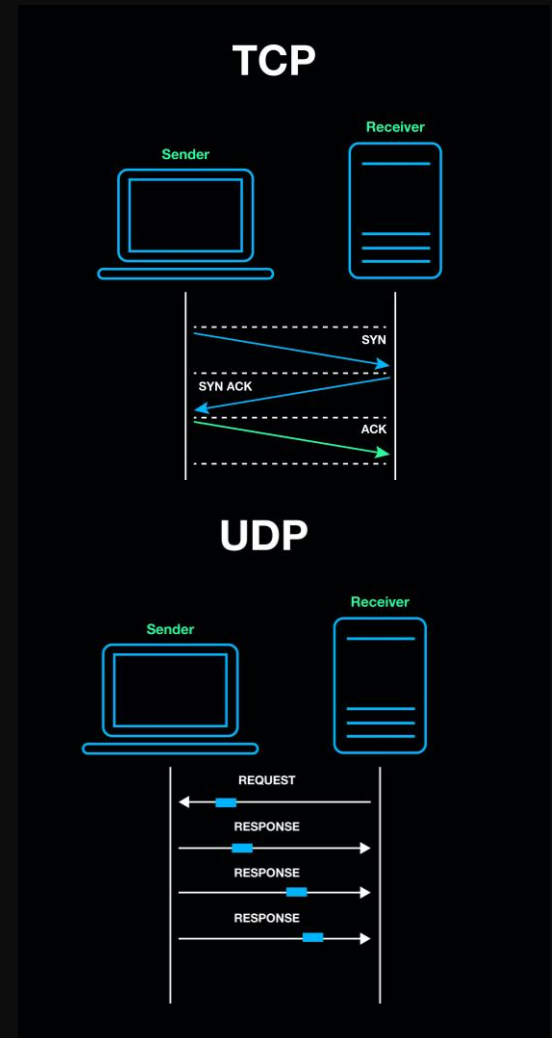 TCP
Receiver
Sender
SYN
SYN ACK
ACK
UDP
Receiver
Sender
REQUEST
RESPONSE
RESPONSE
RESPONSE